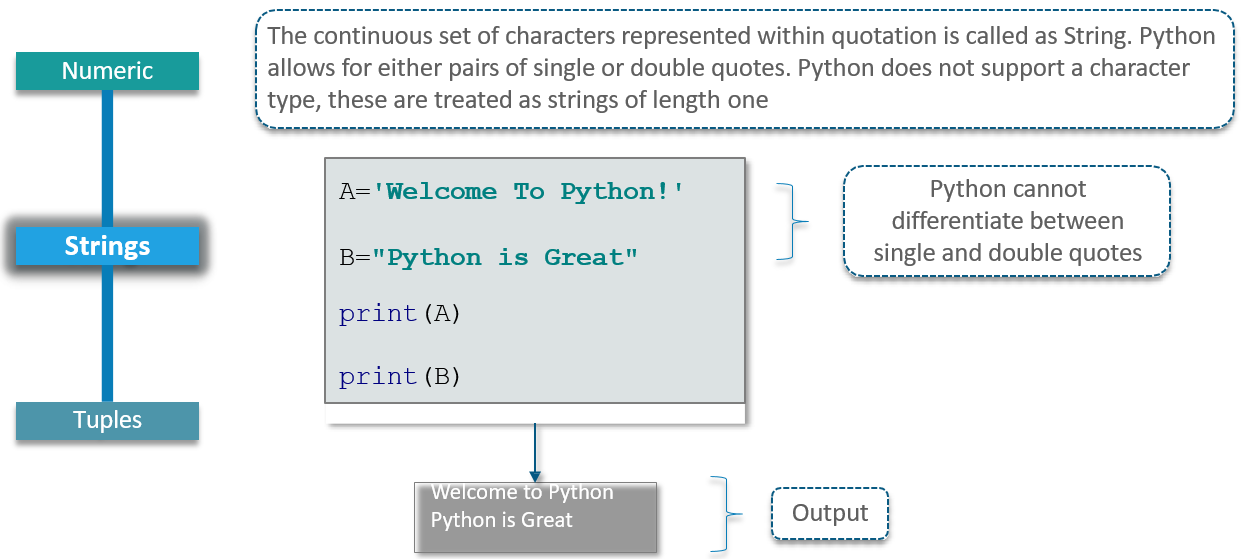 The continuous set of characters represented within quotation is called as String. Python
allows for either pairs of single or double quotes. Python does not support a character
type, these are treated as strings of length one
Numeric
Strings
Tuples
A='Welcome To Python!'
B="Python is Great"
print(A)
print(B)
Python cannot
differentiate between
single and double quotes
Welcome to Python
Python is Great
Output